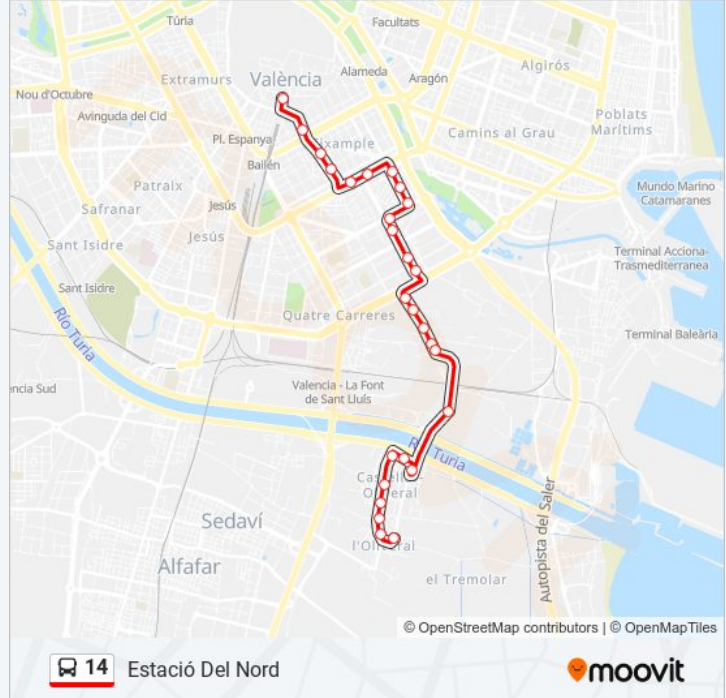 Túria
Facultats
València
Alameda
Aragón
Algirós
Extramurs
Nou d'Octubre
Avinguda del Cid
Poblats
Marítims
Pl. Espanya
Eixample
Camins al Grau
Bailén
Patraix
Mundo Marino
Catamaranes
Safranar
Jesús
Jesús
Sant Isidre
Terminal Acciona-
Trasmediterranea
Sant Isidre
Quatre Carreres
Río Turia
Terminal Baleària
Valencia - La Font
de Sant Lluís
encia Sud
Río Turia
Castellar-
Oliveral
Sedaví
l'Oliveral
Alfafar
el Tremolar
Autopista del Saler
© OpenStreetMap contributors | © OpenMapTiles
14 Estació Del Nord
moovit